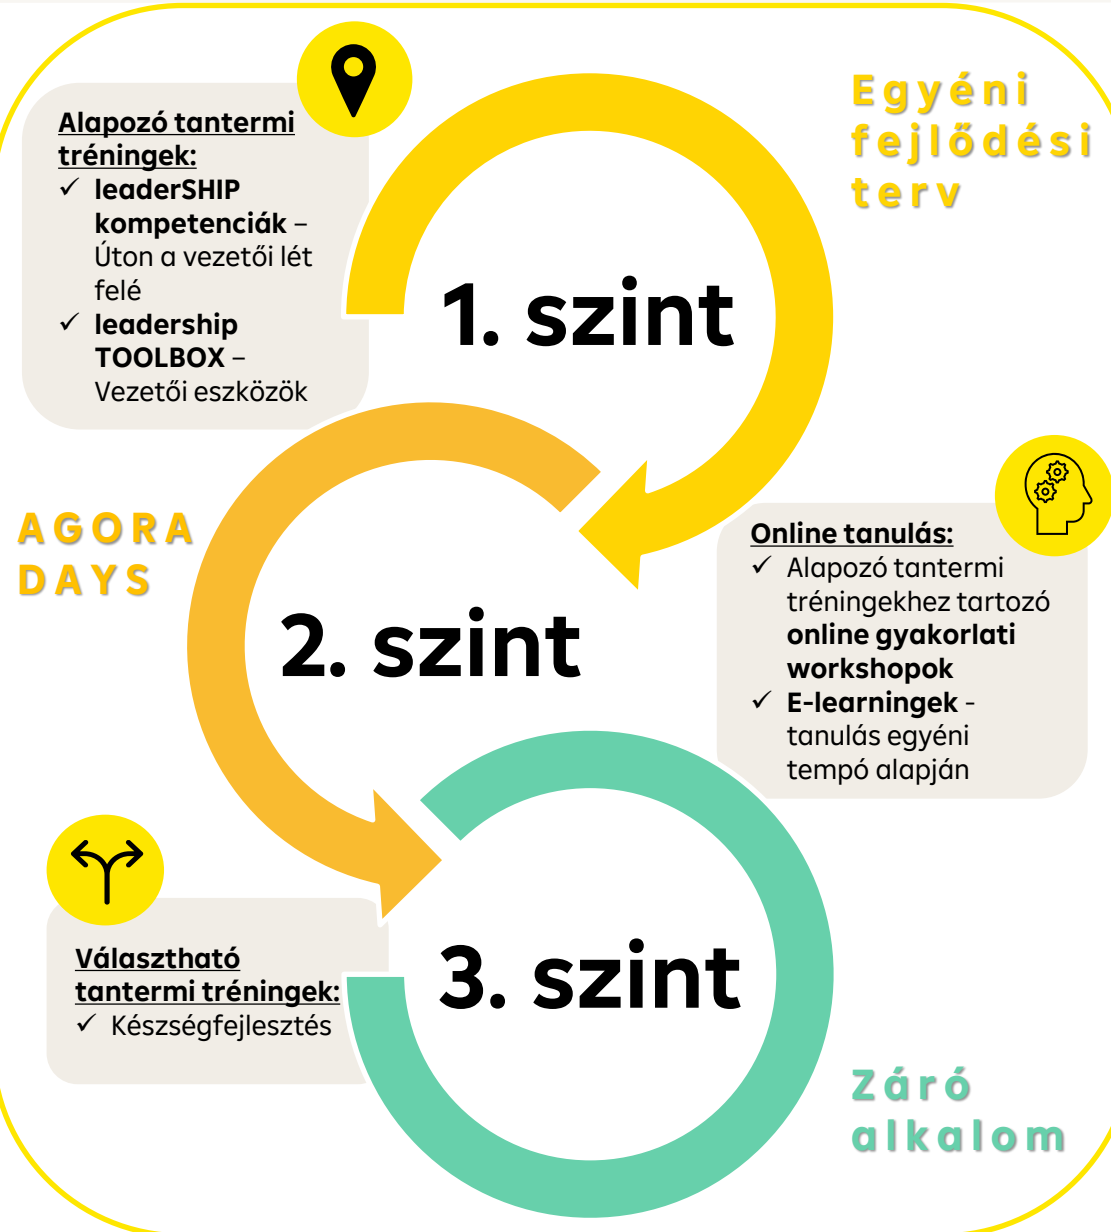 Egyéni
fejlődési
terv
Alapozó tantermi
tréningek:
✓ leaderSHIP
kompetenciák –
Úton a vezetői lét
felé
✓ leadership
TOOLBOX –
Vezetői eszközök
1. szint
AGORA
DAYS
2. szint
Online tanulás:
✓ Alapozó tantermi
tréningekhez tartozó
online gyakorlati
workshopok
✓ E-learningek -
tanulás egyéni
tempó alapján
Választható
tantermi tréningek:
✓ Készségfejlesztés
3. szint
Záró
alkalom